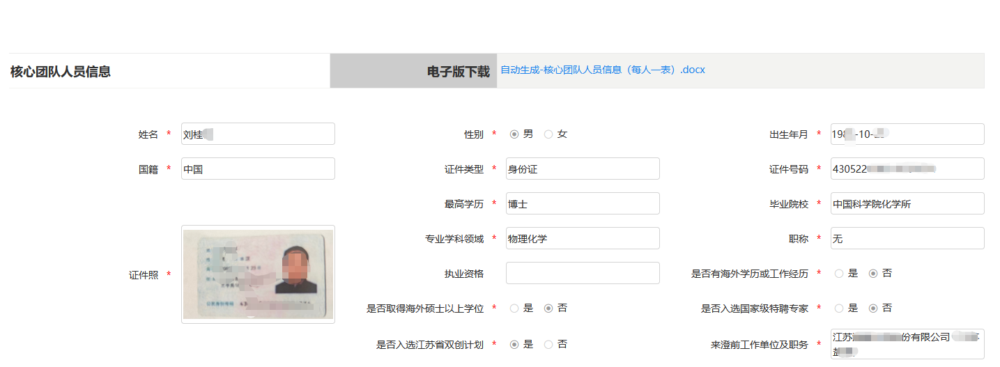 核心团队人员信息
电子版下载 自动生成-核心团队人员信息（每人一表）.docx
姓名 * 刘桂
性别 * 男 女
出生年月 * 198 -10-
国籍 * 中国
证件类型 * 身份证
证件号码 * 430522
最高学历 * 博士
毕业院校 * 中国科学院化学所
证件照 *
专业学科领域 * 物理化学
职称 * 无
执业资格
是否有海外学历或工作经历 * 是 否
是否取得海外硕士以上学位 * 是 否
是否入选国家级特聘专家 * 是 否
是否入选江苏省双创计划 * 是 否
来澄前工作单位及职务 * 江苏 份有限公司